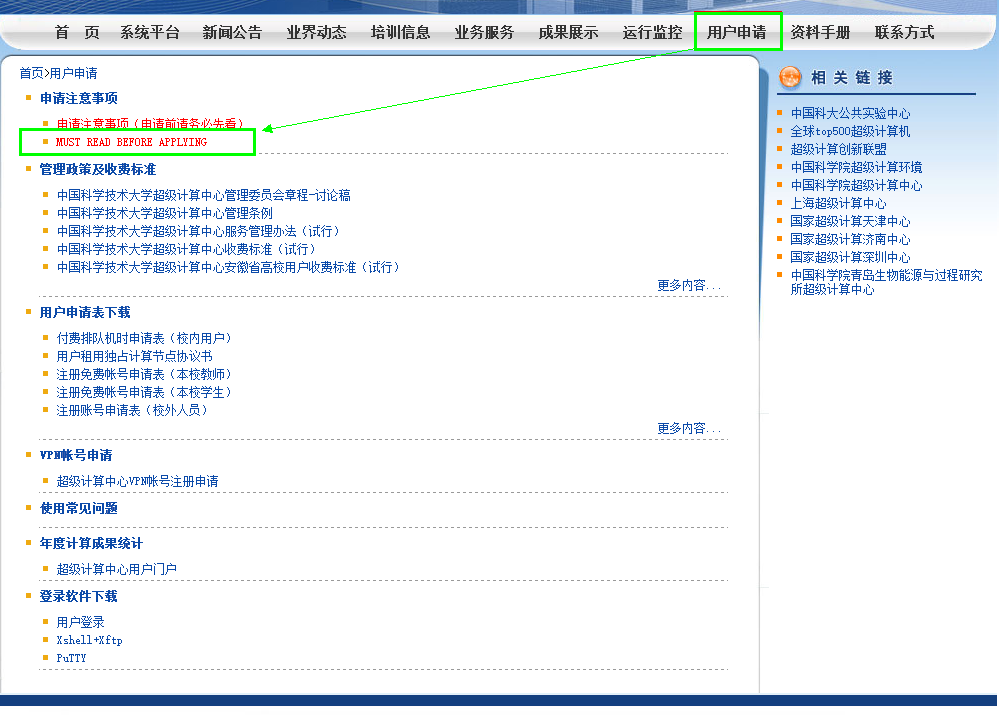 首 页 系统平台 新闻公告 业界动态 培训信息 业务服务 成果展示 运行监控 用户申请 资料手册 联系方式
首页>用户申请
申请注意事项
申请注意事项（申请前请务必先看）
MUST READ BEFORE APPLYING
管理政策及收费标准
中国科学技术大学超级计算中心管理委员会章程-讨论稿
中国科学技术大学超级计算中心管理条例
中国科学技术大学超级计算中心服务管理办法（试行）
中国科学技术大学超级计算中心收费标准（试行）
中国科学技术大学超级计算中心安徽省高校用户收费标准（试行）
更多内容...
用户申请表下载
付费排队机时申请表（校内用户）
用户租用独占计算节点协议书
注册免费帐号申请表（本校教师）
注册免费帐号申请表（本校学生）
注册账号申请表（校外人员）
更多内容...
VPN帐号申请
超级计算中心VPN帐号注册申请
使用常见问题
年度计算成果统计
超级计算中心用户门户
登录软件下载
用户登录
Xshell+Xftp
PuTTY
相 关 链 接
中国科大公共实验中心
全球top500超级计算机
超级计算创新联盟
中国科学院超级计算环境
中国科学院超级计算中心
上海超级计算中心
国家超级计算天津中心
国家超级计算济南中心
国家超级计算深圳中心
中国科学院青岛生物能源与过程研究
所超级计算中心